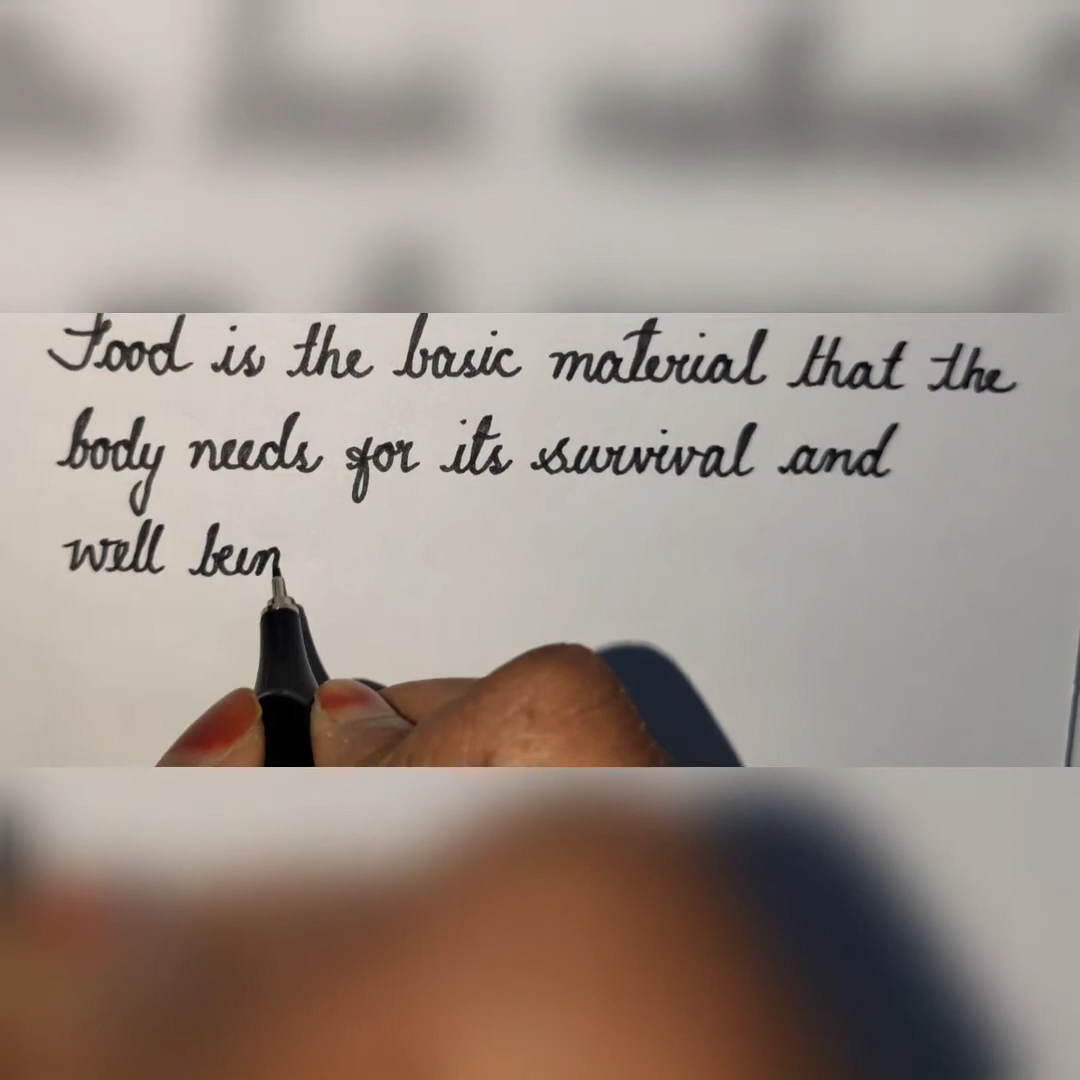 Food is the basic material that the
body needs for its survival and
well bein